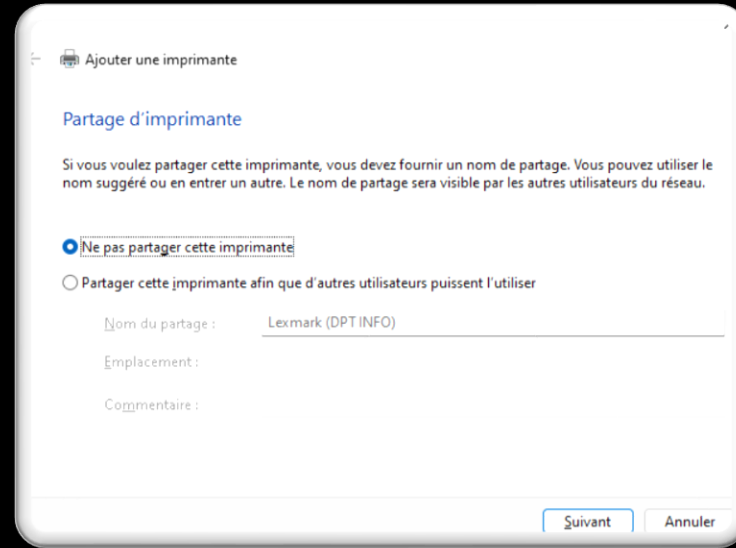 Ajouter une imprimante
Partage d'imprimante
Si vous voulez partager cette imprimante, vous devez fournir un nom de partage. Vous pouvez utiliser le
nom suggéré ou en entrer un autre. Le nom de partage sera visible par les autres utilisateurs du réseau.
Ne pas partager cette imprimante
Partager cette imprimante afin que d'autres utilisateurs puissent l'utiliser
Nom du partage : Lexmark (DPT INFO)
Emplacement :
Commentaire :
Suivant Annuler